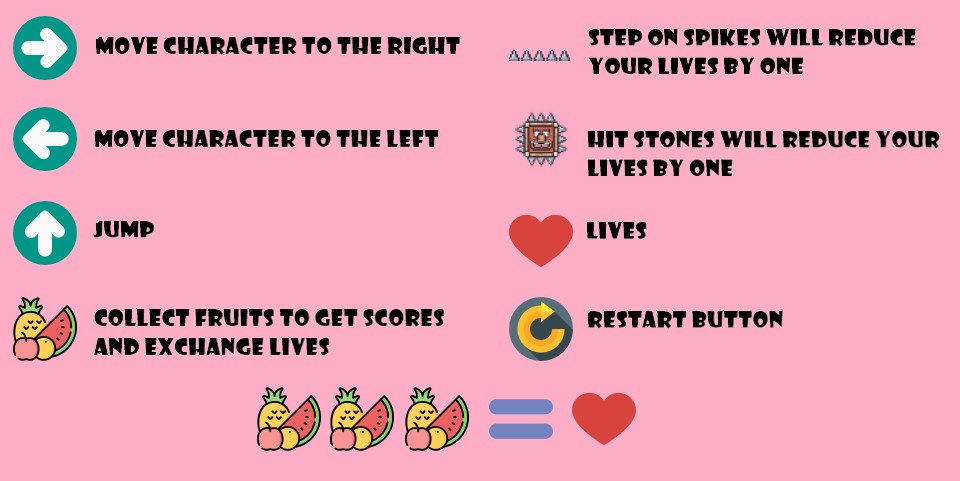 MOVE CHARACTER TO THE RIGHT
MOVE CHARACTER TO THE LEFT
JUMP
COLLECT FRUITS TO GET SCORES
AND EXCHANGE LIVES
STEP ON SPIKES WILL REDUCE
YOUR LIVES BY ONE
HIT STONES WILL REDUCE YOUR
LIVES BY ONE
LIVES
RESTART BUTTON